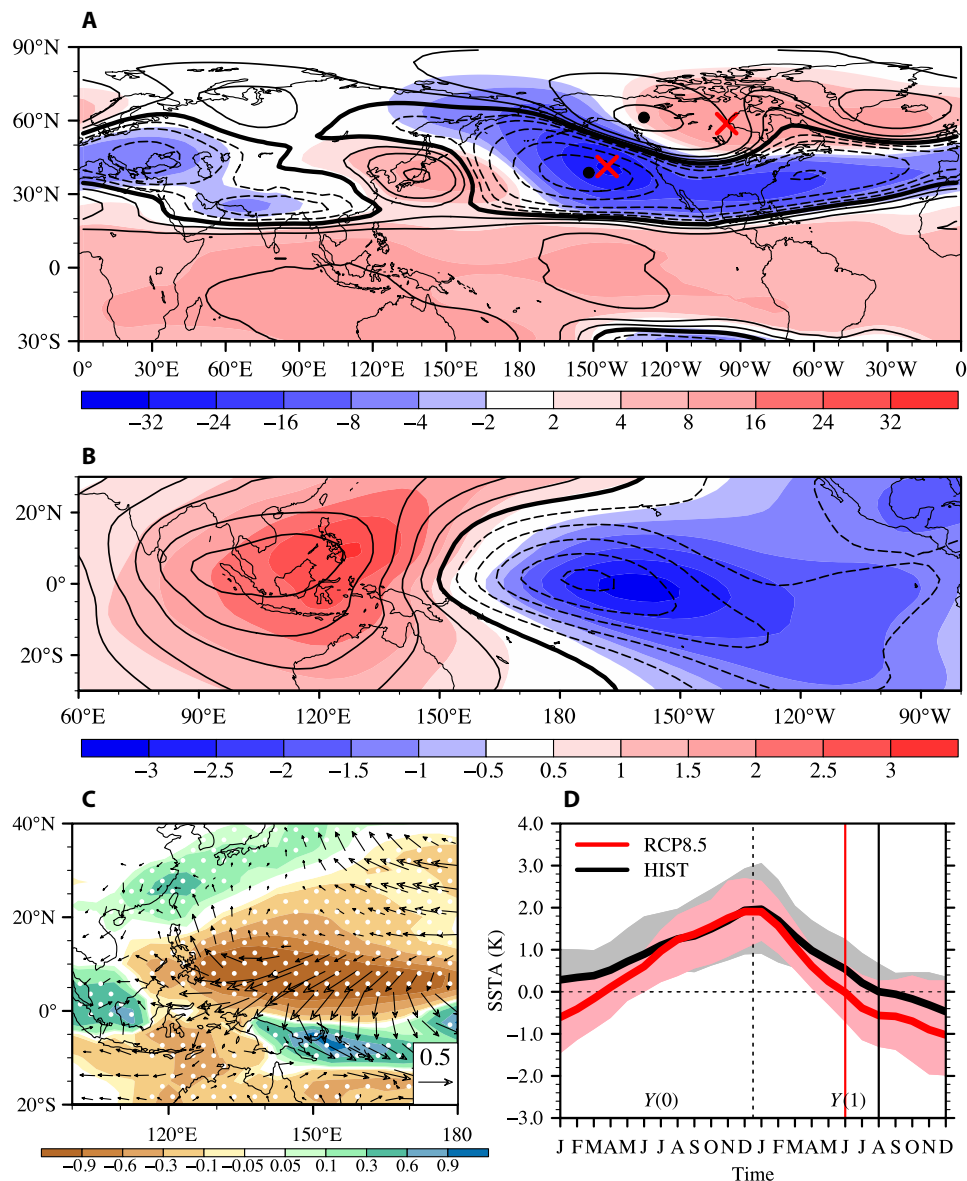 A
90°N
60°N
30°N
0
30°S
0° 30°E 60°E 90°E 120°E 150°E 180 150°W 120°W 90°W 60°W 30°W 0
−32 −24 −16 −8 −4 −2 2 4 8 16 24 32
B
20°N
0°
20°S
60°E 90°E 120°E 150°E 180° 150°W 120°W 90°W
−3 −2.5 −2 −1.5 −1 −0.5 0.5 1 1.5 2 2.5 3
C
40°N
20°N
0°
20°S
0.5
120°E 150°E 180
−0.9 −0.6 −0.3 −0.1 −0.05 0.05 0.1 0.3 0.6 0.9
D
SSTA (K)
4.0
3.0
2.0
1.0
0.0
−1.0
−2.0
−3.0
RCP8.5
HIST
Y(0) Y(1)
J F M A M J J A S O N D J F M A M J J A S O N D
Time